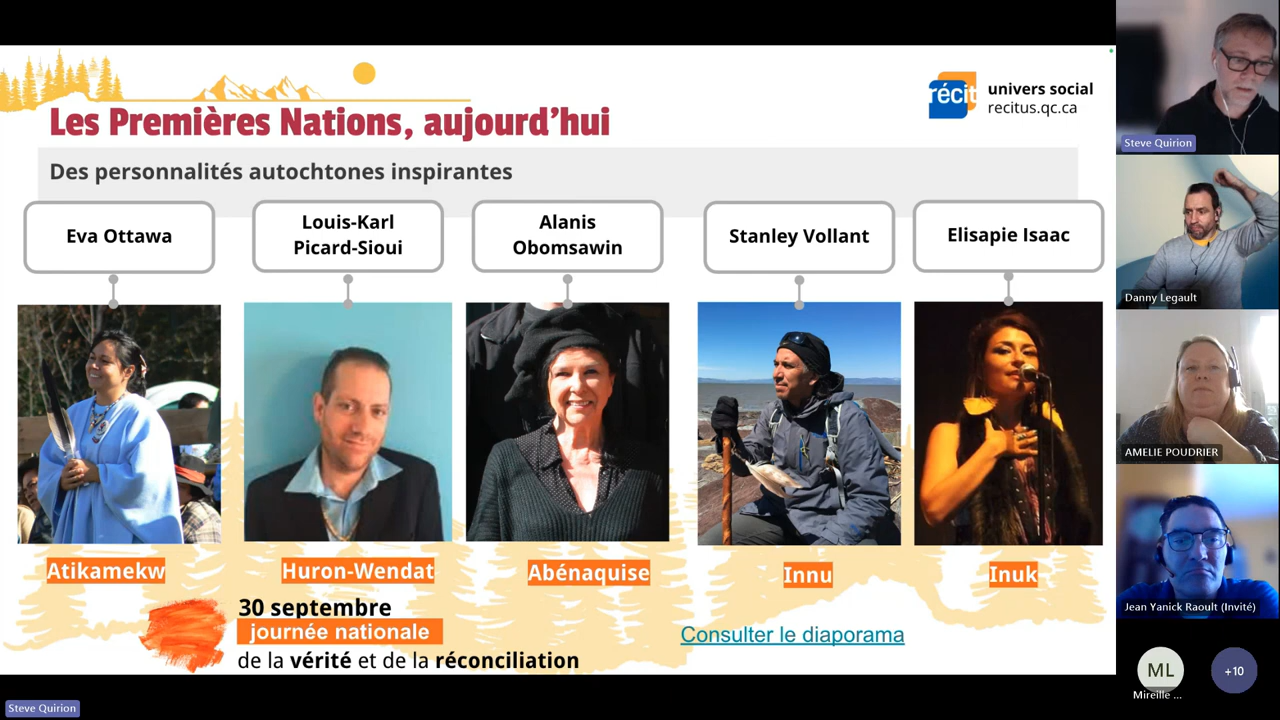 Les Premières Nations, aujourd'hui
récit
univers social
recitus.qc.ca
Des personnalités autochtones inspirantes
Eva Ottawa
Louis-Karl
Picard-Sioui
Alanis
Obomsawin
Stanley Vollant
Elisapie Isaac
Atikamekw
Huron-Wendat
Abénaquise
Innu
Inuk
30 septembre
journée nationale
de la vérité et de la réconciliation
Consulter le diaporama
Steve Quirion
Steve Quirion
Danny Legault
AMELIE POUDRIER
Jean Yanick Raoult (Invité)
ML
Mireille ...
+10